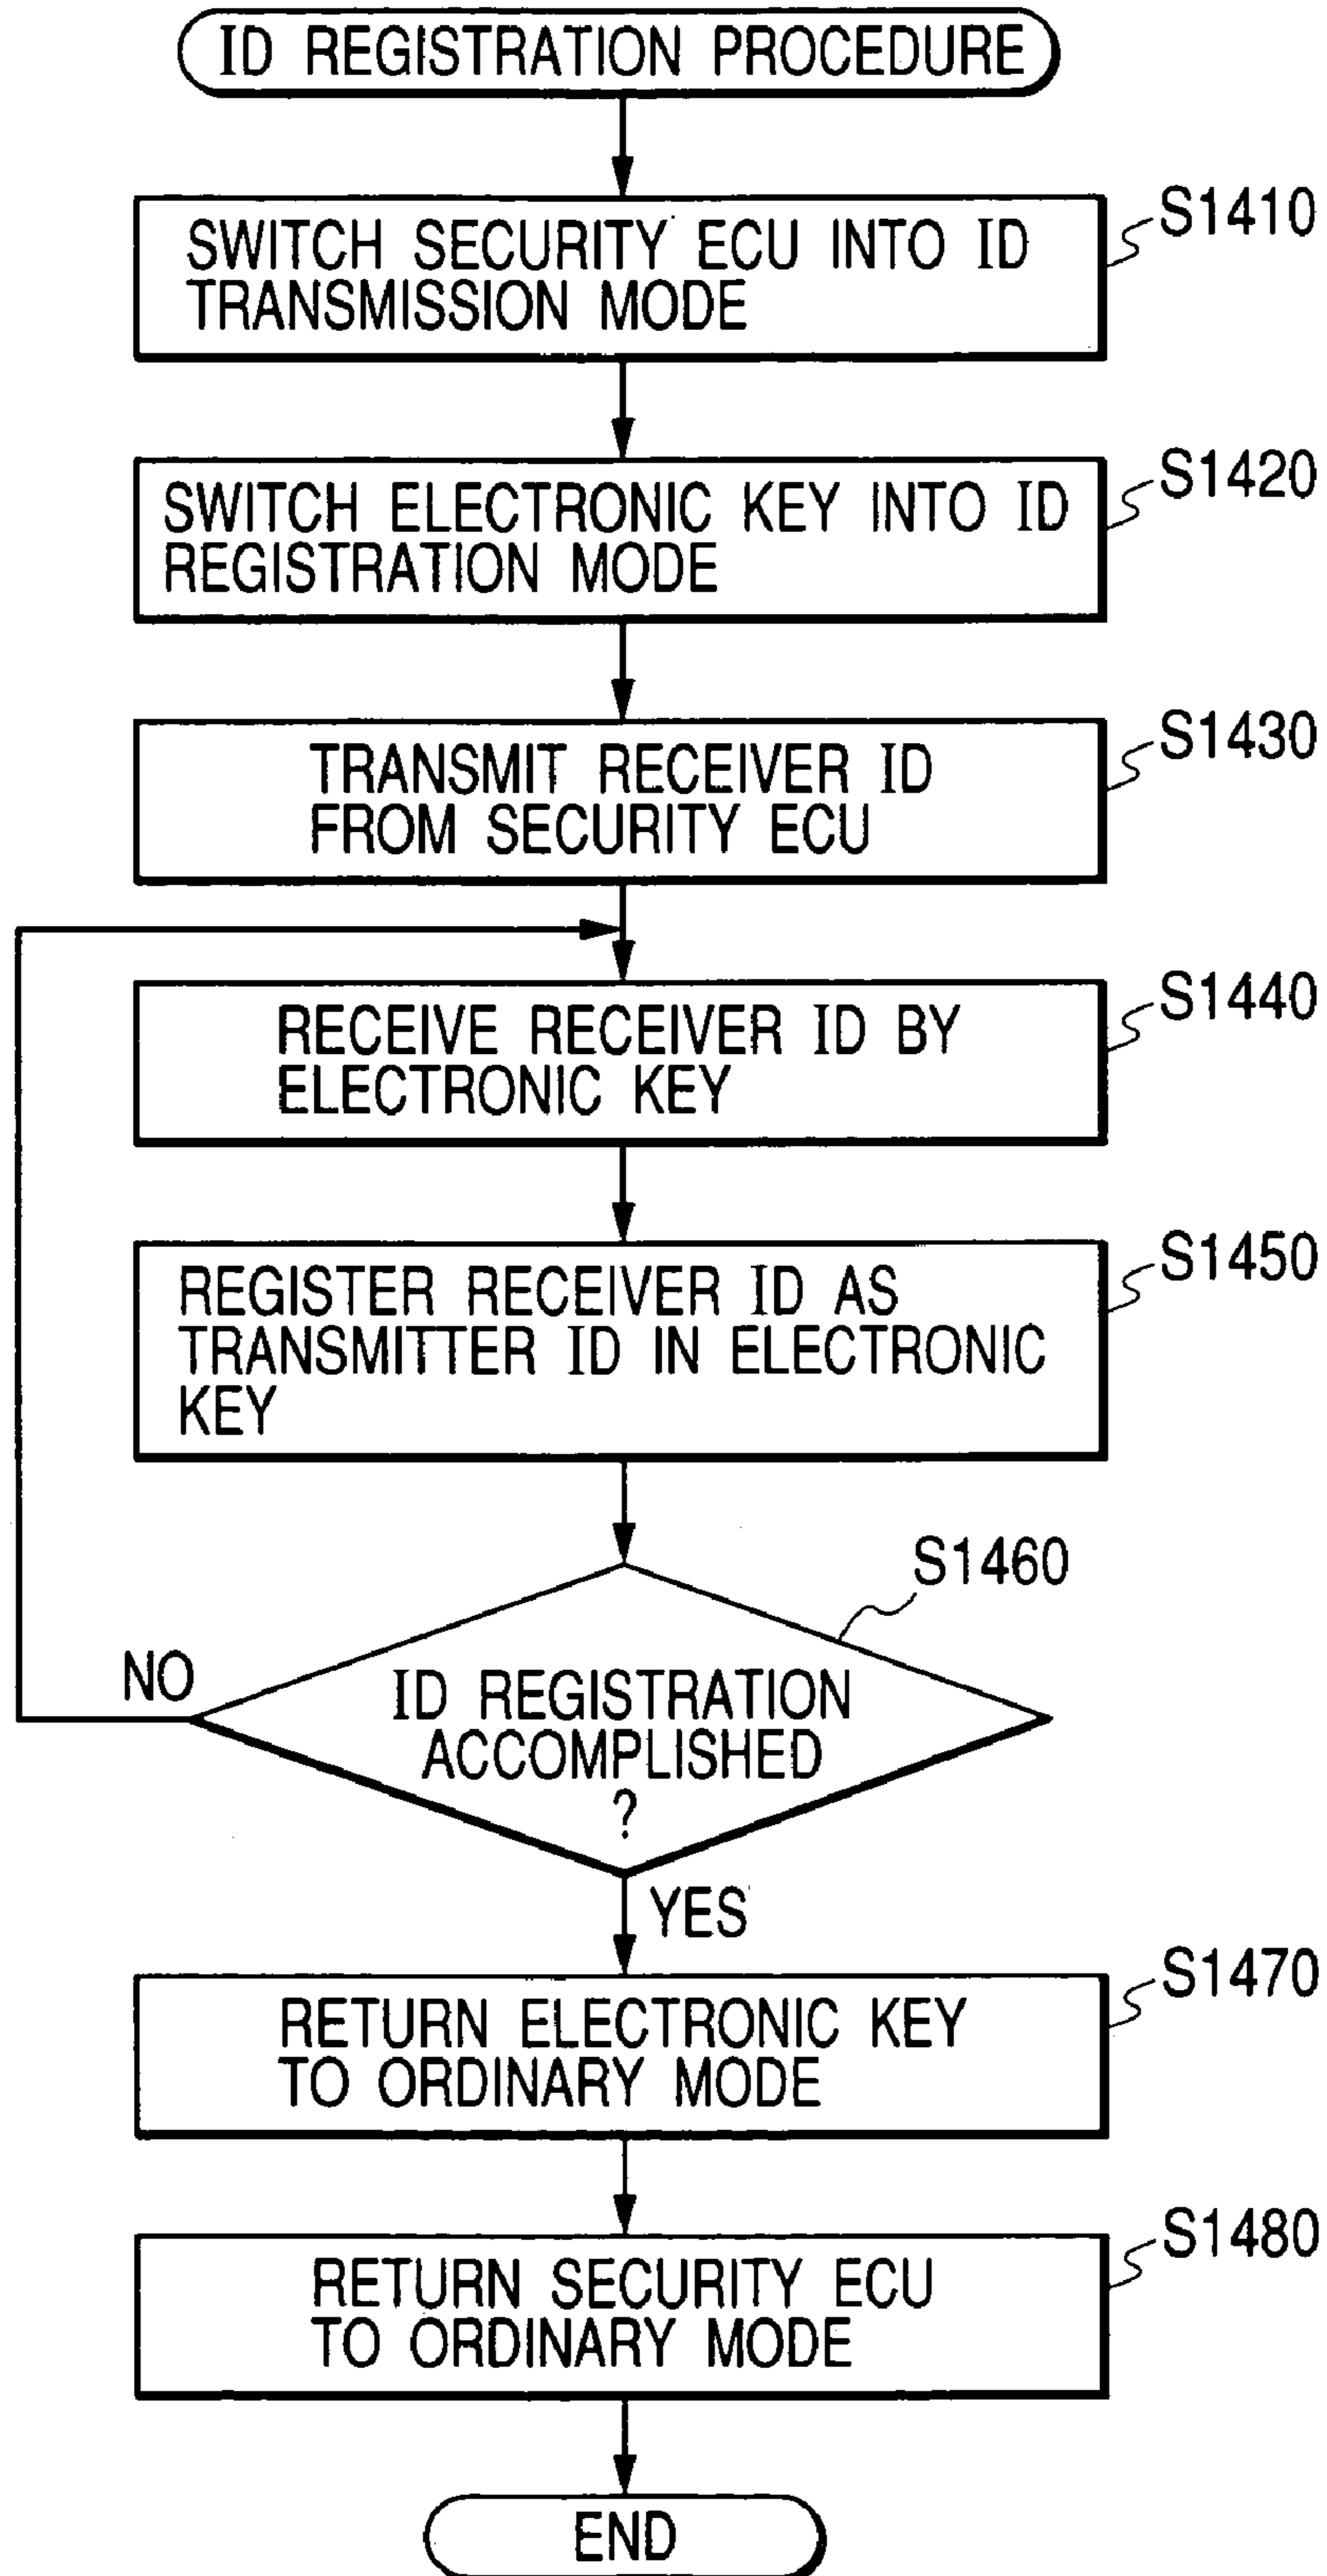 ID REGISTRATION PROCEDURE
S1410
SWITCH SECURITY ECU INTO ID
TRANSMISSION MODE
S1420
SWITCH ELECTRONIC KEY INTO ID
REGISTRATION MODE
S1430
TRANSMIT RECEIVER ID
FROM SECURITY ECU
S1440
RECEIVE RECEIVER ID BY
ELECTRONIC KEY
S1450
REGISTER RECEIVER ID AS
TRANSMITTER ID IN ELECTRONIC
KEY
S1460
NO
ID REGISTRATION
ACCOMPLISHED
?
YES
S1470
RETURN ELECTRONIC KEY
TO ORDINARY MODE
S1480
RETURN SECURITY ECU
TO ORDINARY MODE
END